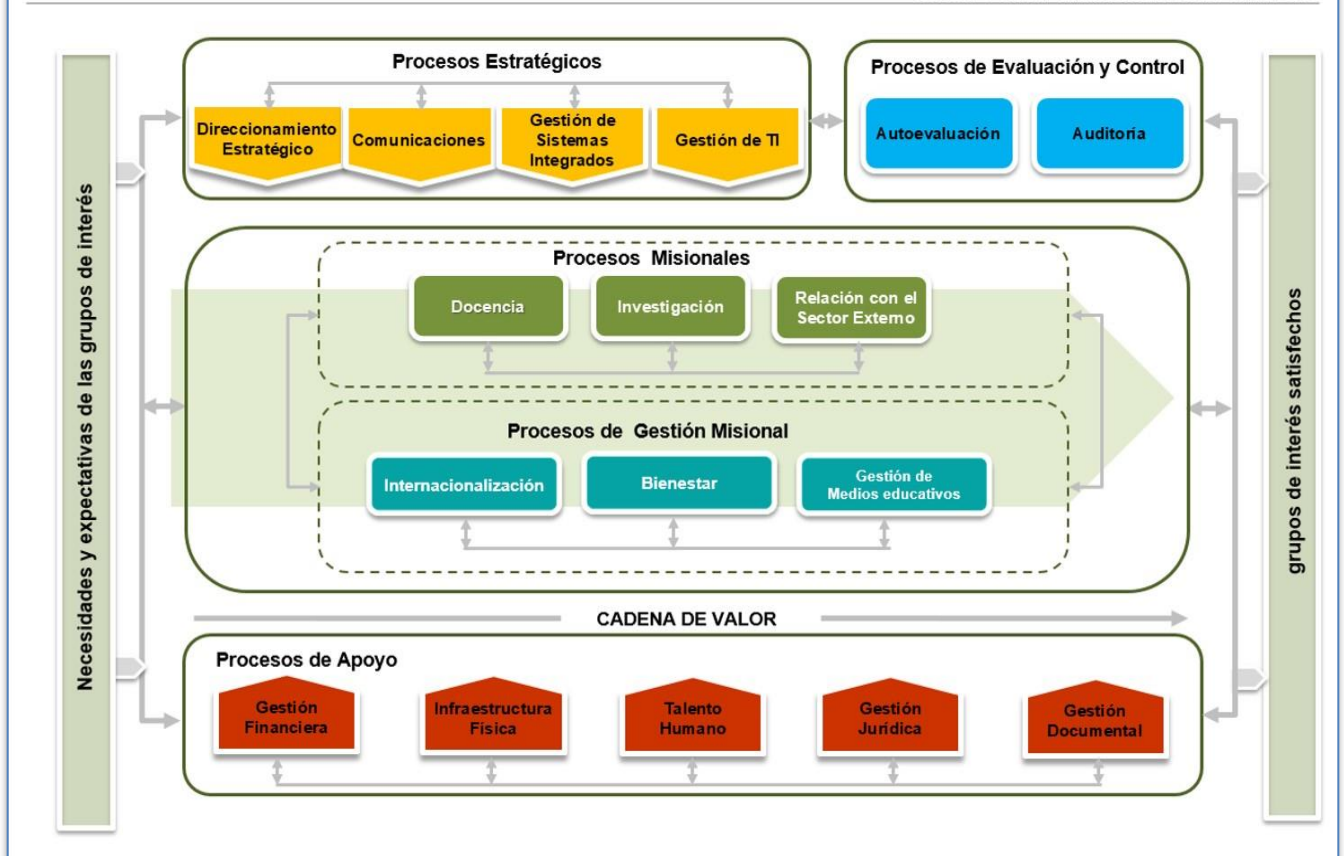 Necesidades y expectativas de las grupos de interés
Procesos Estratégicos
Direccionamiento
Estratégico
Comunicaciones
Gestión de
Sistemas
Integrados
Gestión de TI
Procesos de Evaluación y Control
Autoevaluación
Auditoría
Procesos Misionales
Docencia
Investigación
Relación con el
Sector Externo
Procesos de Gestión Misional
Internacionalización
Bienestar
Gestión de
Medios educativos
CADENA DE VALOR
Procesos de Apoyo
Gestión
Financiera
Infraestructura
Física
Talento
Humano
Gestión
Jurídica
Gestión
Documental
grupos de interés satisfechos